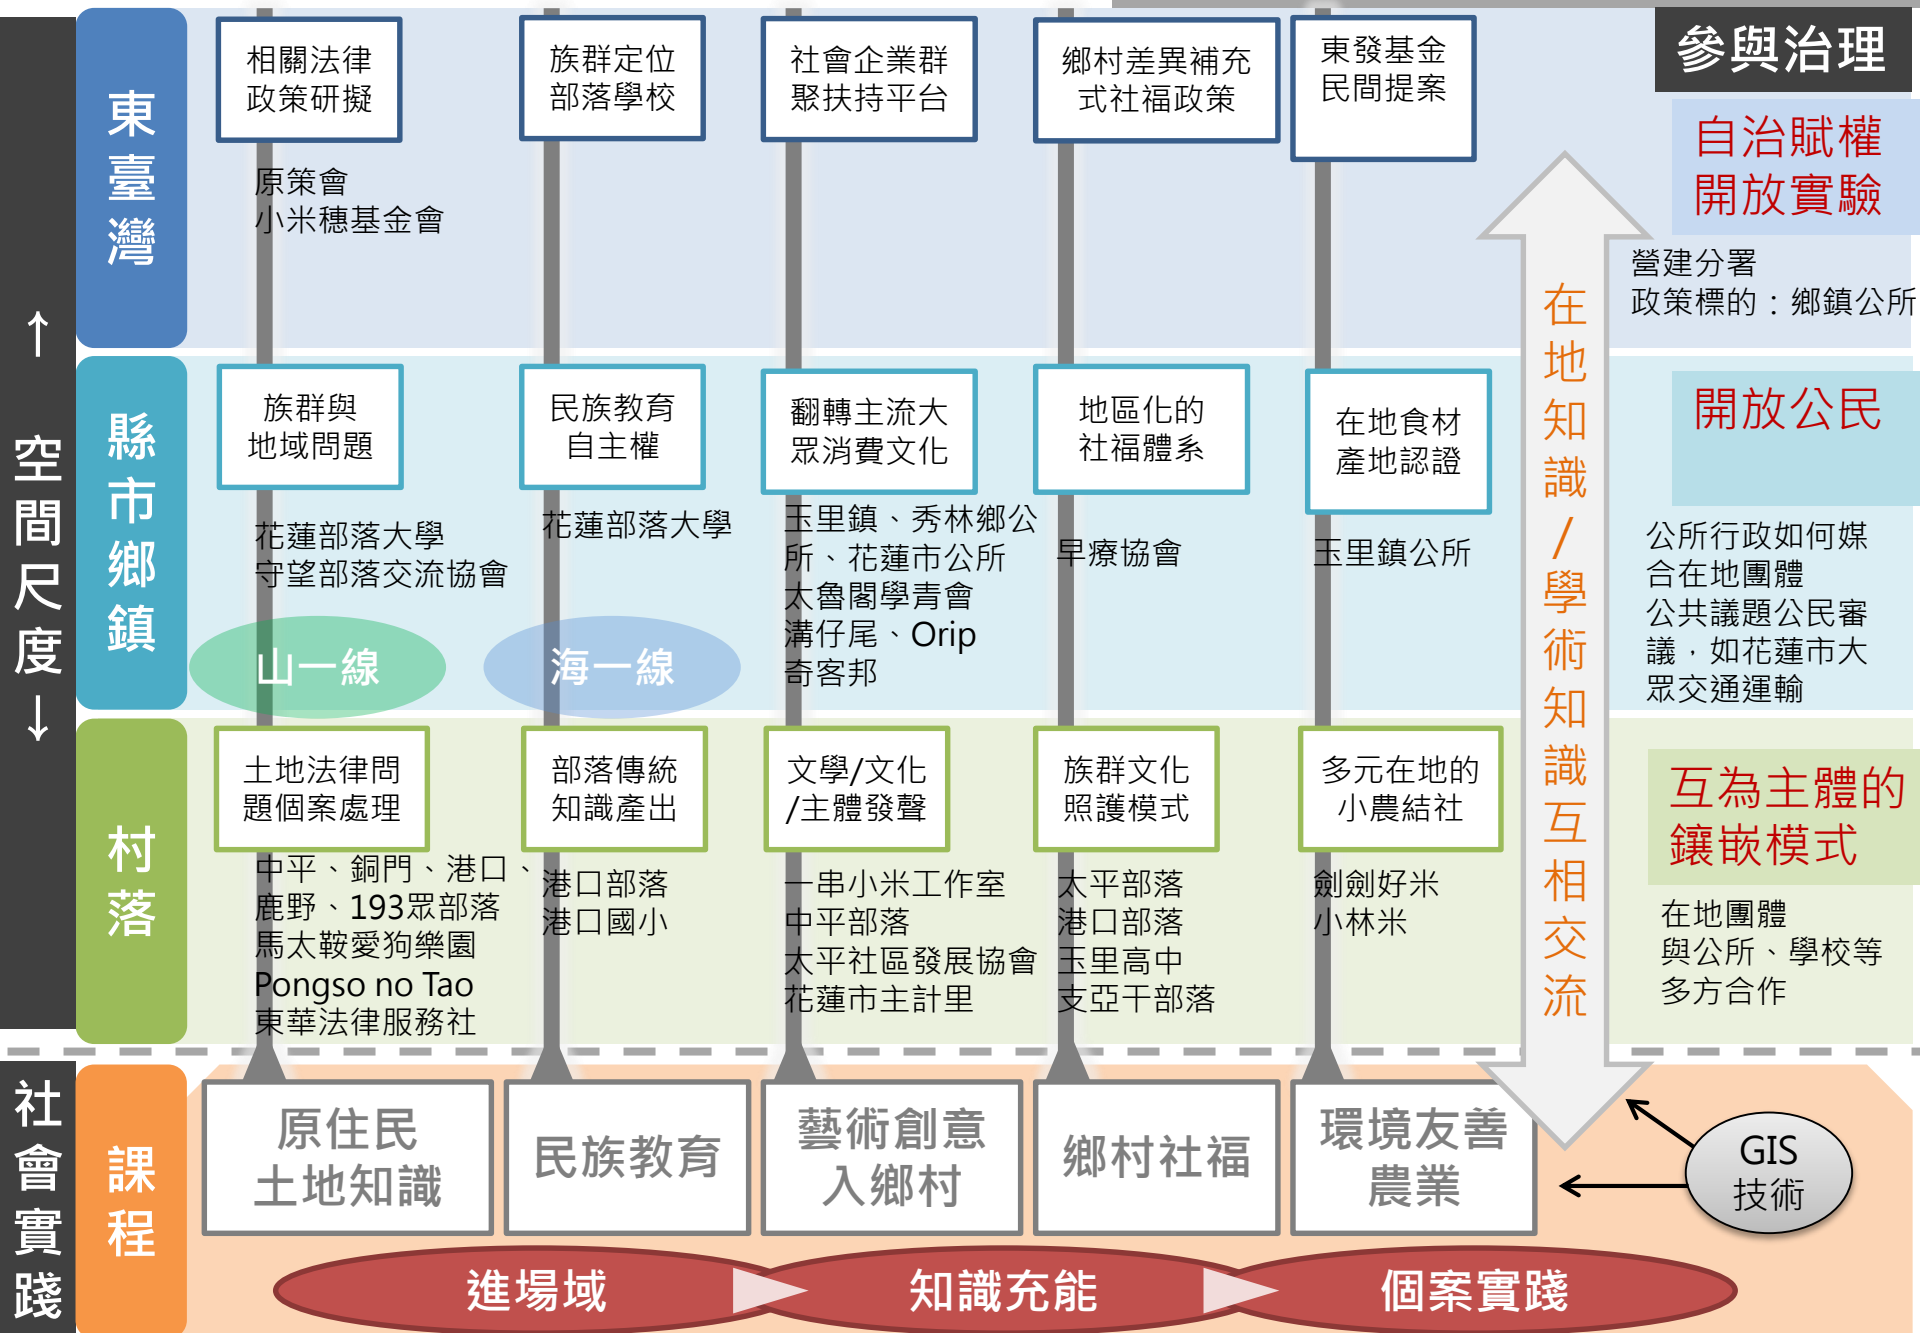 參與治理
↑
空間尺度
↓
東臺灣
相關法律
政策研擬
族群定位
部落學校
社會企業群
聚扶持平台
鄉村差異補充
式社福政策
東發基金
民間提案
原策會
小米穗基金會
自治賦權
開放實驗
營建分署
政策標的：鄉鎮公所
縣市鄉鎮
族群與
地域問題
民族教育
自主權
翻轉主流大
眾消費文化
地區化的
社福體系
在地食材
產地認證
花蓮部落大學
守望部落交流協會
花蓮部落大學
玉里鎮、秀林鄉公
所、花蓮市公所
太魯閣學青會
溝仔尾、Orip
奇客邦
早療協會
玉里鎮公所
山一線
海一線
開放公民
公所行政如何媒
合在地團體
公共議題公民審
議，如花蓮市大
眾交通運輸
在地知識/學術知識互相交流
村落
土地法律問
題個案處理
部落傳統
知識產出
文學/文化
/主體發聲
族群文化
照護模式
多元在地的
小農結社
中平、銅門、港口、
鹿野、193眾部落
馬太鞍愛狗樂園
Pongso no Tao
東華法律服務社
港口部落
港口國小
一串小米工作室
中平部落
太平社區發展協會
花蓮市主計里
太平部落
港口部落
玉里高中
支亞干部落
劍劍好米
小林米
互為主體的
鑲嵌模式
在地團體
與公所、學校等
多方合作
社會實踐
課程
原住民
土地知識
民族教育
藝術創意
入鄉村
鄉村社福
環境友善
農業
GIS
技術
進場域
知識充能
個案實踐